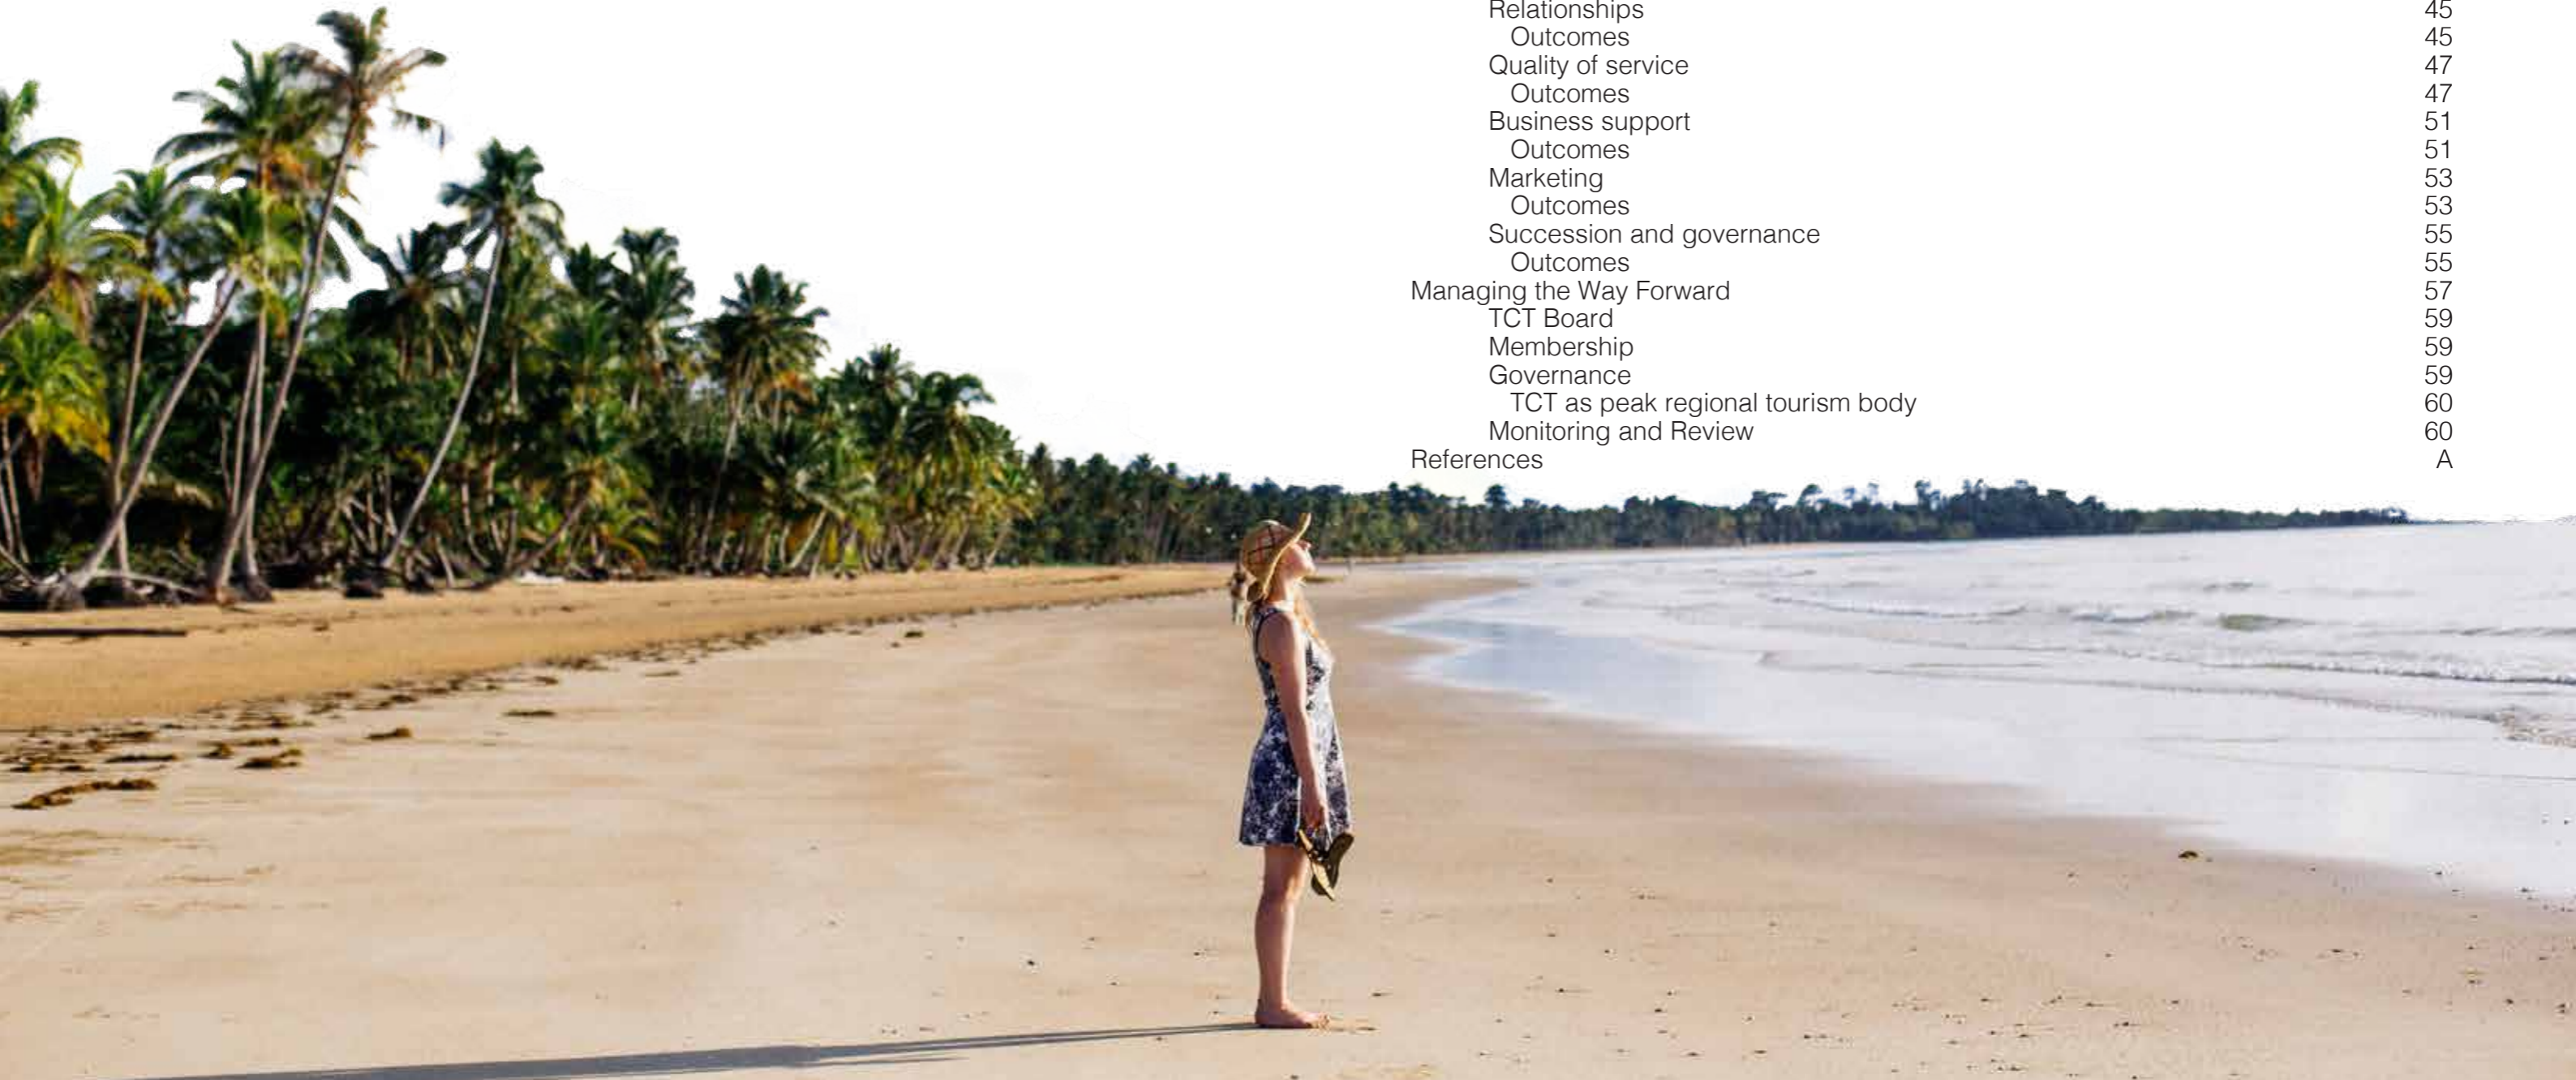 Relationships 45
Outcomes 45
Quality of service 47
Outcomes 47
Business support 51
Outcomes 51
Marketing 53
Outcomes 53
Succession and governance 55
Outcomes 55
Managing the Way Forward 57
TCT Board 59
Membership 59
Governance 59
TCT as peak regional tourism body 60
Monitoring and Review 60
References A